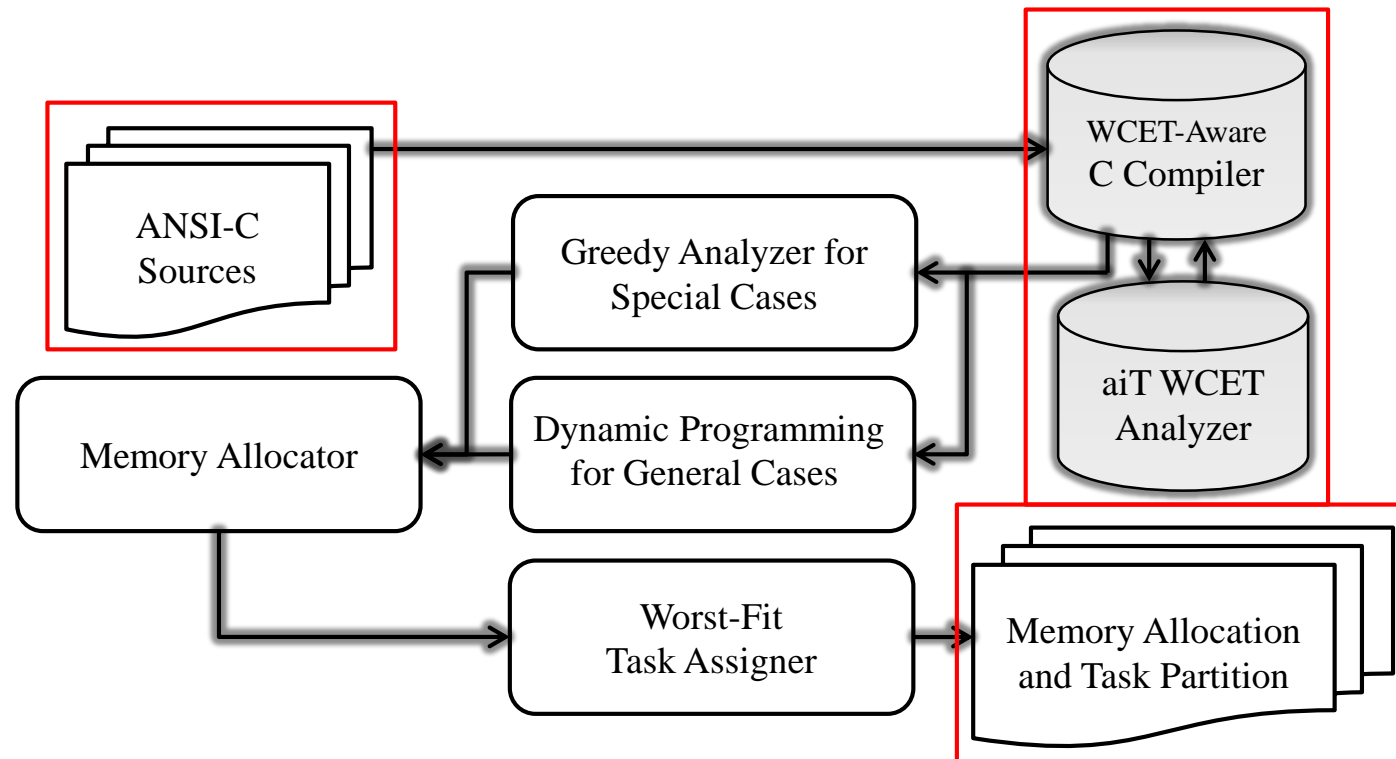 WCET-Aware
C Compiler
ANSI-C
Sources
Greedy Analyzer for
Special Cases
aiT WCET
Analyzer
Memory Allocator
Dynamic Programming
for General Cases
Worst-Fit
Task Assigner
Memory Allocation
and Task Partition